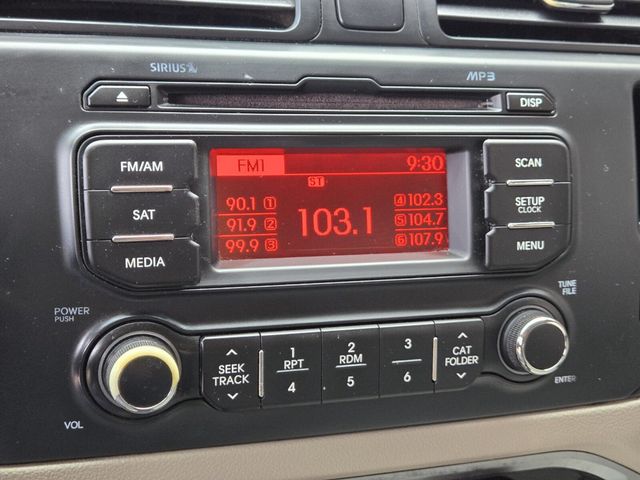 SIRIUS
MP3
DISP
FM/AM
SAT
MEDIA
FM1
9:30
ST
90.1 1
91.9 2
99.9 3
103.1
4 102.3
5 104.7
6 107.9
SCAN
SETUP
CLOCK
MENU
POWER
PUSH
VOL
SEEK
TRACK
1
RPT
4
2
RDM
5
3
6
CAT
FOLDER
TUNE
FILE
ENTER